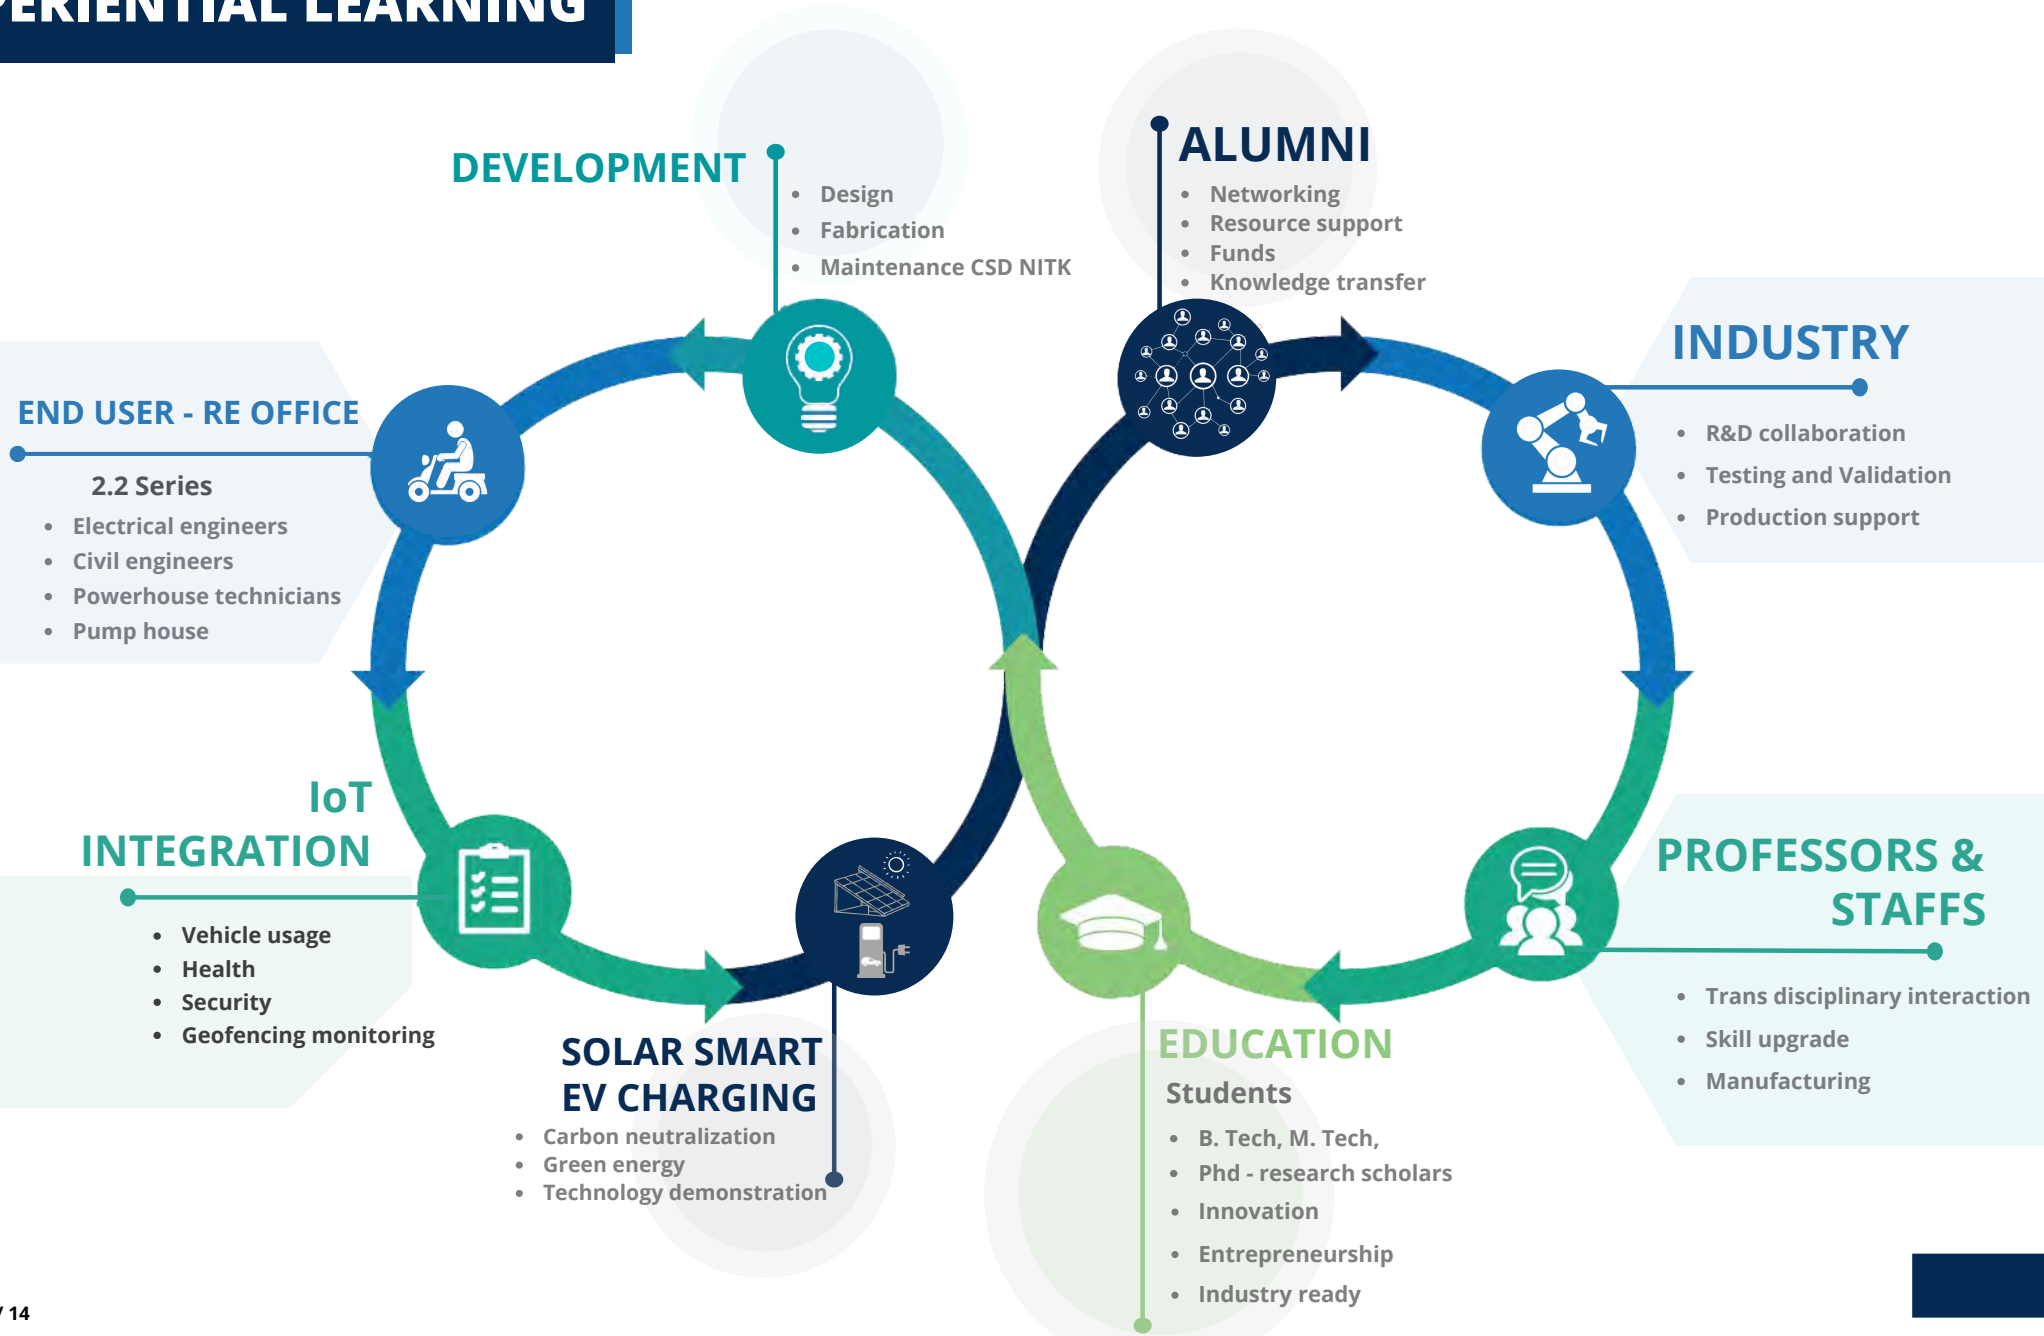 PERIENTIAL LEARNING
DEVELOPMENT
Design
Fabrication
Maintenance CSD NITK
ALUMNI
Networking
Resource support
Funds
Knowledge transfer
INDUSTRY
R&D collaboration
Testing and Validation
Production support
END USER - RE OFFICE
2.2 Series
Electrical engineers
Civil engineers
Powerhouse technicians
Pump house
IoT
INTEGRATION
Vehicle usage
Health
Security
Geofencing monitoring
SOLAR SMART
EV CHARGING
Carbon neutralization
Green energy
Technology demonstration
EDUCATION
Students
B. Tech, M. Tech,
Phd - research scholars
Innovation
Entrepreneurship
Industry ready
PROFESSORS &
STAFFS
Trans disciplinary interaction
Skill upgrade
Manufacturing
/ 14